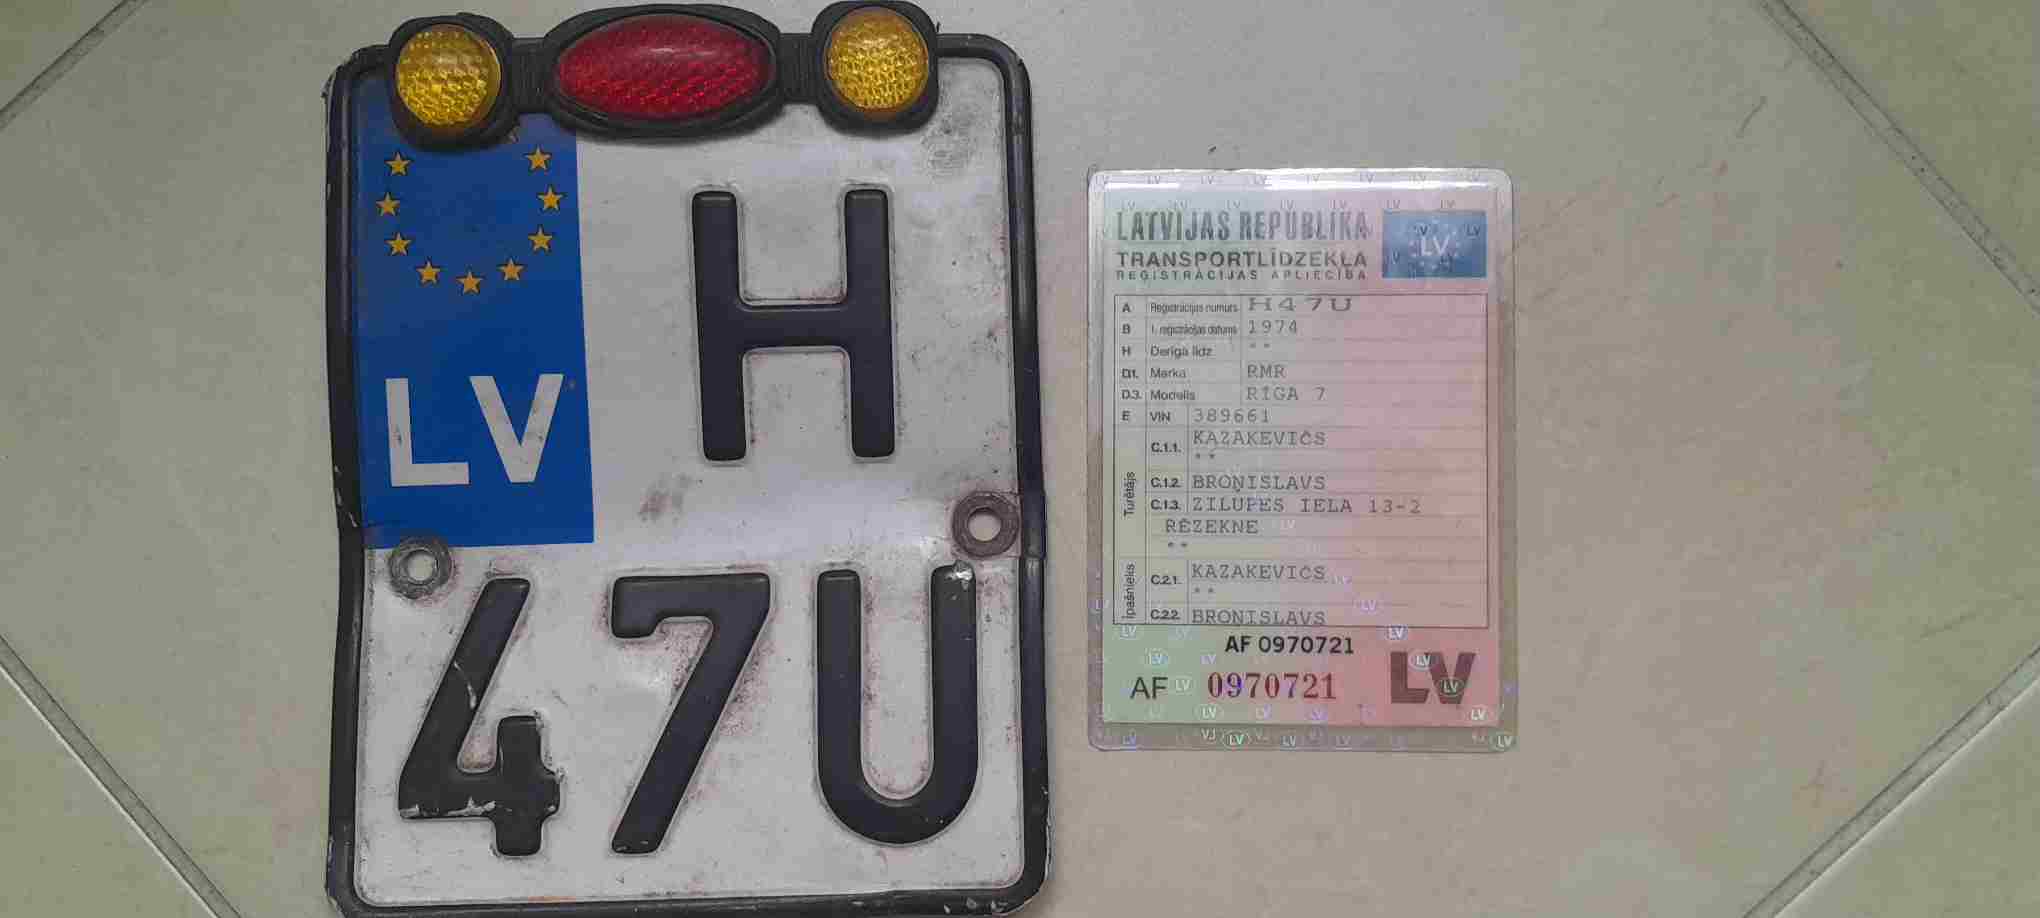 LV
H
47U
LATVIJAS REPUBLIKA
TRANSPORTLĪDZEKĻA
REĢISTRĀCIJAS APLIECĪBA
LV
A Reģistrācijas numurs H47U
B 1. reģistrācijas datums 1974
H Derīga līdz **
D.1. Marka RMR
D.3. Modelis RĪGA 7
E VIN 389661
Turētājs
C.1.1. KAZAKEVIČS
**
C.1.2. BROŅISLAVS
C.1.3. ZILUPES IELA 13-2
RĒZEKNE
**
Īpašnieks
C.2.1. KAZAKEVIČS
**
C.2.2. BROŅISLAVS
AF 0970721
AF 0970721 LV